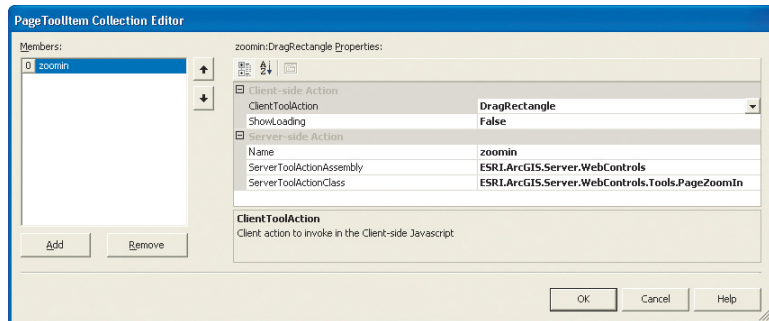 PageToolItem Collection Editor
Members:
zoomin:DragRectangle Properties:
0 zoomin
Client-side Action
ClientToolAction DragRectangle
ShowLoading False
Server-side Action
Name zoomin
ServerToolActionAssembly ESRI.ArcGIS.Server.WebControls
ServerToolActionClass ESRI.ArcGIS.Server.WebControls.Tools.PageZoomIn
ClientToolAction
Client action to invoke in the Client-side Javascript
Add Remove
OK Cancel Help